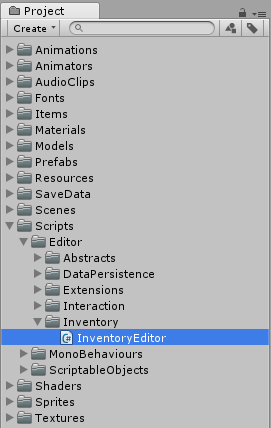 Project
Create
Animations
Animators
AudioClips
Fonts
Items
Materials
Models
Prefabs
Resources
SaveData
Scenes
Scripts
Editor
Abstracts
DataPersistence
Extensions
Interaction
Inventory
InventoryEditor
MonoBehaviours
ScriptableObjects
Shaders
Sprites
Textures